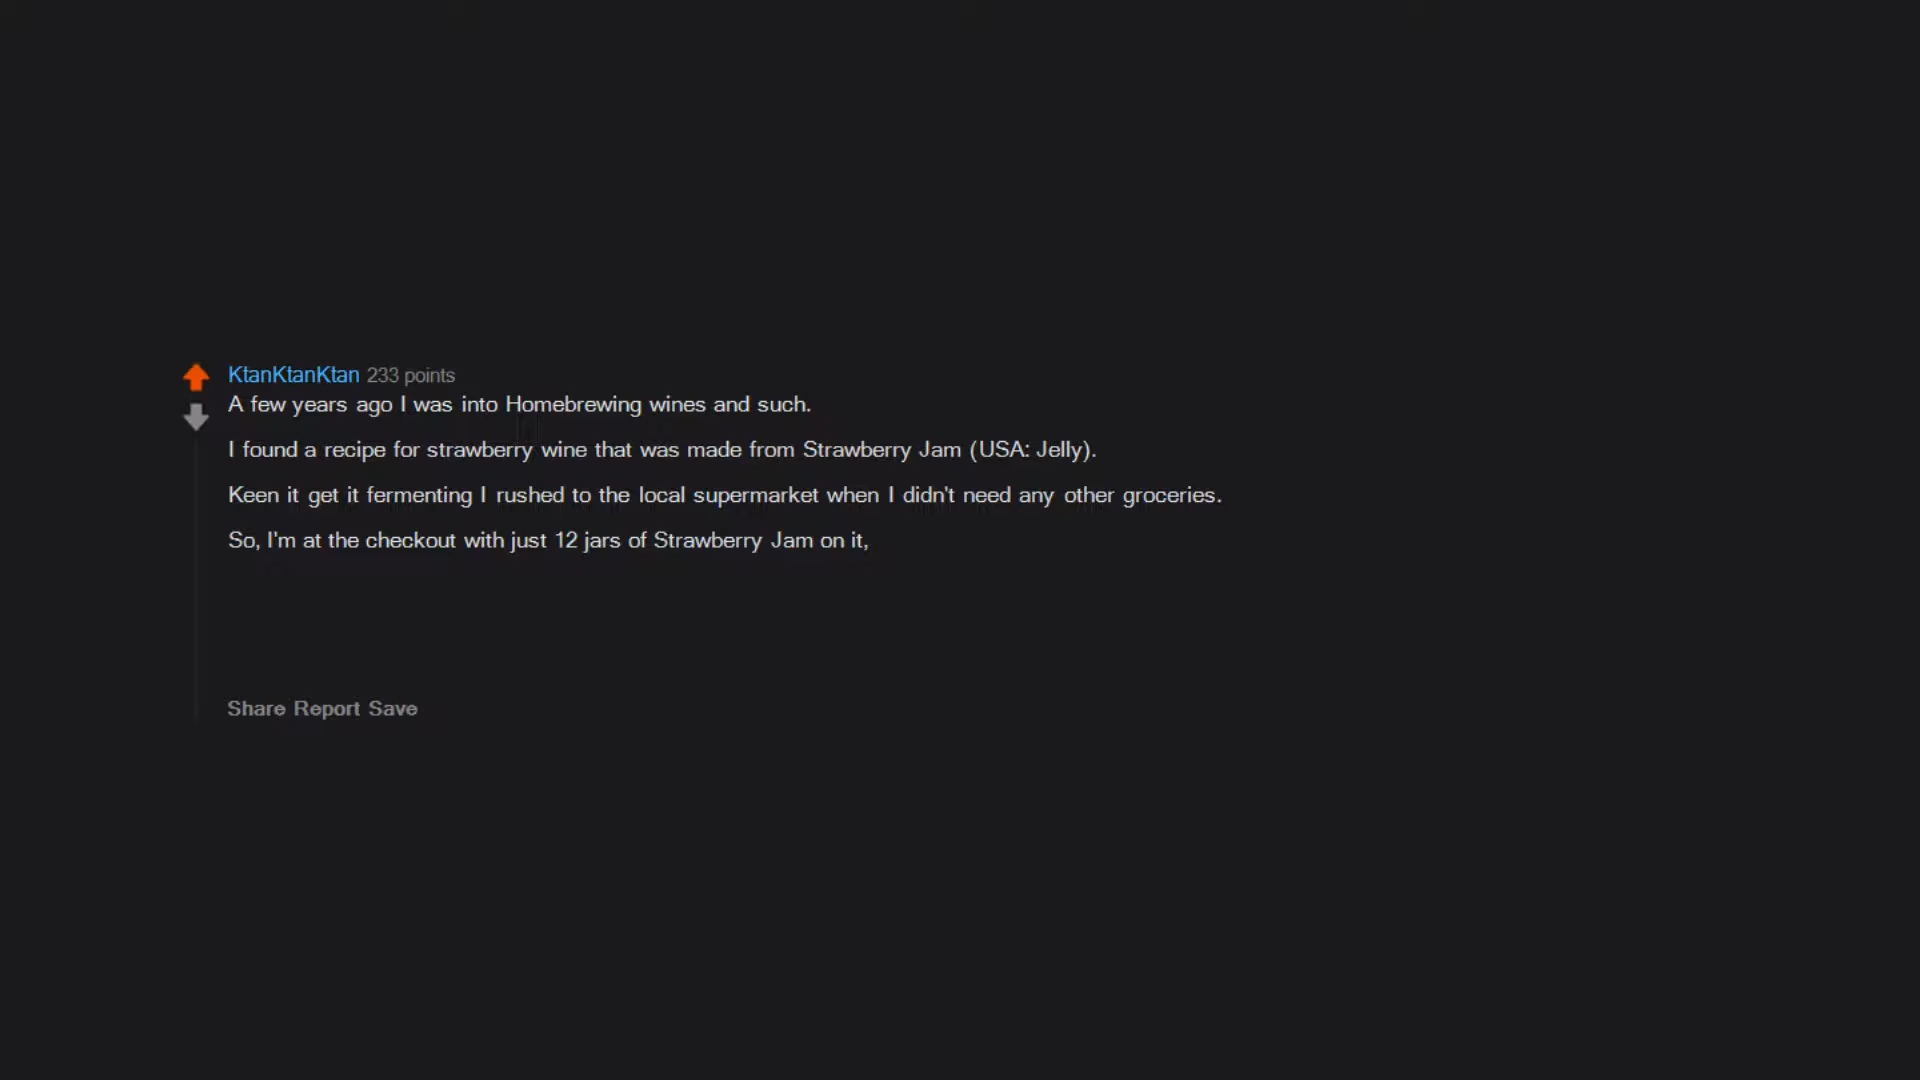 KtanKtanKtan 233 points
A few years ago I was into Homebrewing wines and such.
I found a recipe for strawberry wine that was made from Strawberry Jam (USA: Jelly).
Keen it get it fermenting I rushed to the local supermarket when I didn't need any other groceries.
So, I'm at the checkout with just 12 jars of Strawberry Jam on it,
Share Report Save